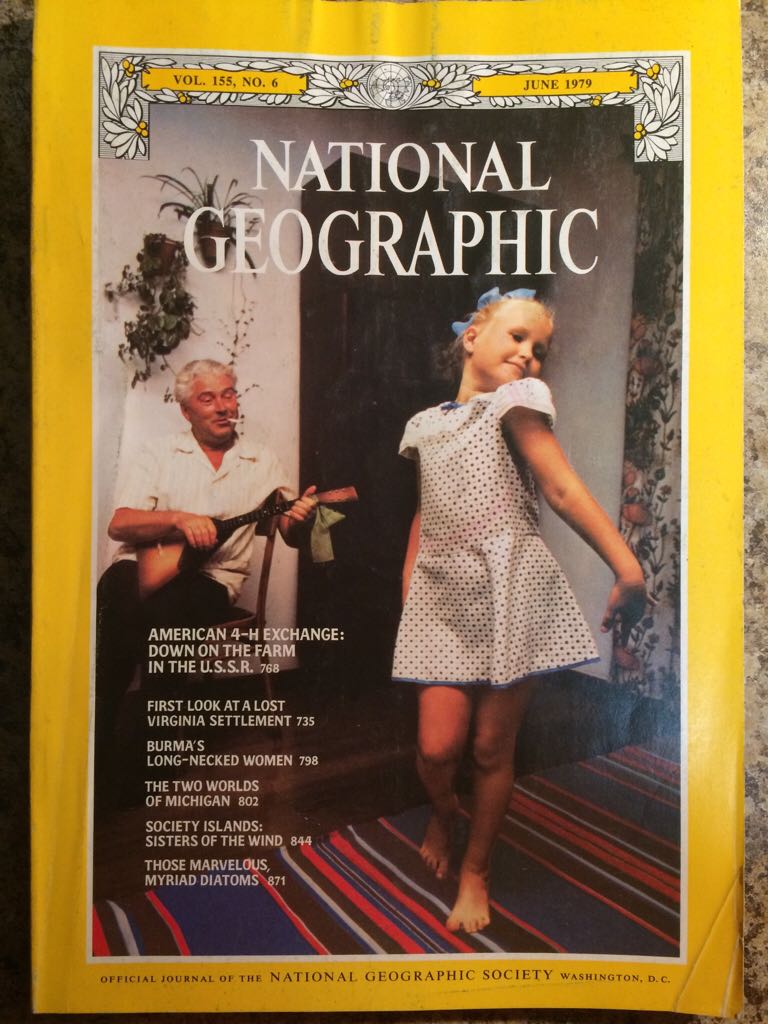 VOL. 155, NO. 6
JUNE 1979
NATIONAL
GEOGRAPHIC
AMERICAN 4-H EXCHANGE:
DOWN ON THE FARM
IN THE U.S.S.R. 768
FIRST LOOK AT A LOST
VIRGINIA SETTLEMENT 735
BURMA'S
LONG-NECKED WOMEN 798
THE TWO WORLDS
OF MICHIGAN 802
SOCIETY ISLANDS:
SISTERS OF THE WIND 844
THOSE MARVELOUS,
MYRIAD DIATOMS 871
OFFICIAL JOURNAL OF THE NATIONAL GEOGRAPHIC SOCIETY WASHINGTON, D.C.